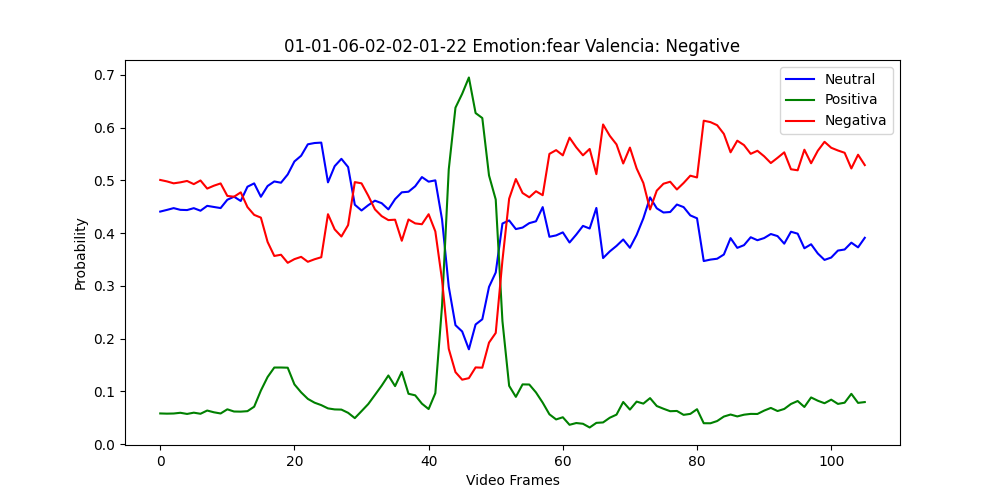 01-01-06-02-02-01-22 Emotion:fear Valencia: Negative
Neutral
Positiva
Negativa
Probability
0.7
0.6
0.5
0.4
0.3
0.2
0.1
0.0
0 20 40 60 80 100
Video Frames